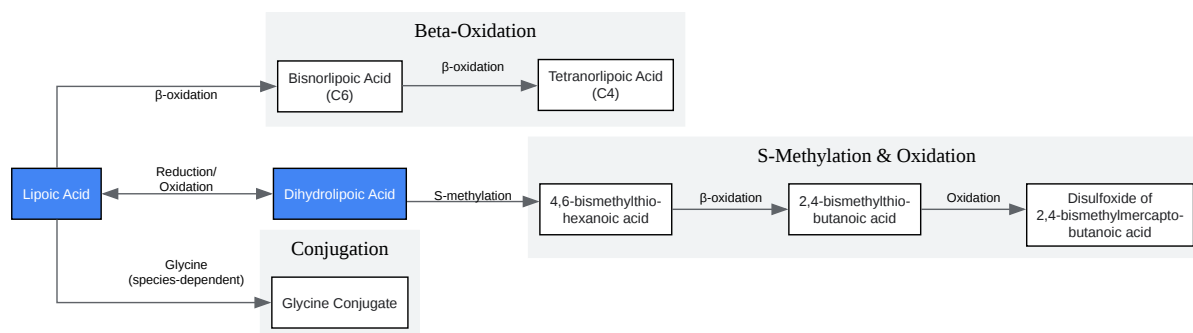 Beta-Oxidation
β-oxidation
Bisnorlipoic Acid
(C6)
β-oxidation
Tetranorlipoic Acid
(C4)
Lipoic Acid
Reduction/
Oxidation
Dihydrolipoic Acid
S-methylation
S-Methylation & Oxidation
4,6-bismethylthio-
hexanoic acid
β-oxidation
2,4-bismethylthio-
butanoic acid
Oxidation
Disulfoxide of
2,4-bismethylmercapto-
butanoic acid
Conjugation
Glycine
(species-dependent)
Glycine Conjugate